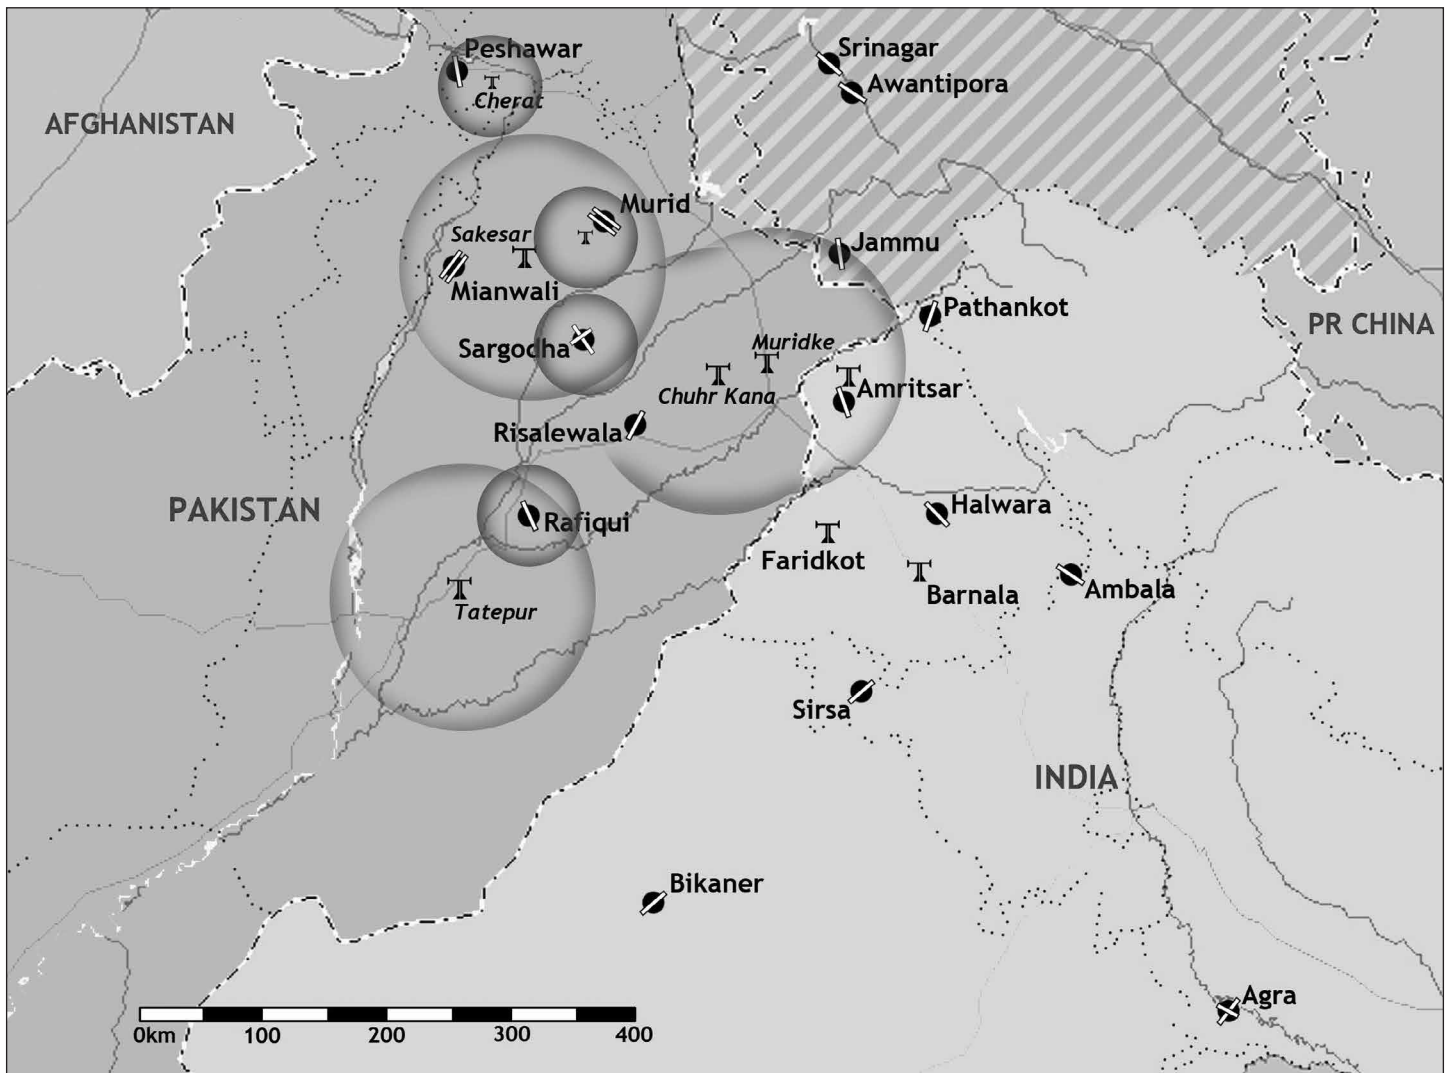 Peshawar
Srinagar
Awantipora
Cherat
AFGHANISTAN
Murid
Sakesar
Jammu
Mianwali
Pathankot
PR CHINA
Muridke
Sargodha
Chuhr Kana
Amritsar
Risalewala
Halwara
PAKISTAN
Rafiqui
Faridkot
Barnala
Ambala
Tatepur
Sirsa
INDIA
Bikaner
Agra
0km 100 200 300 400